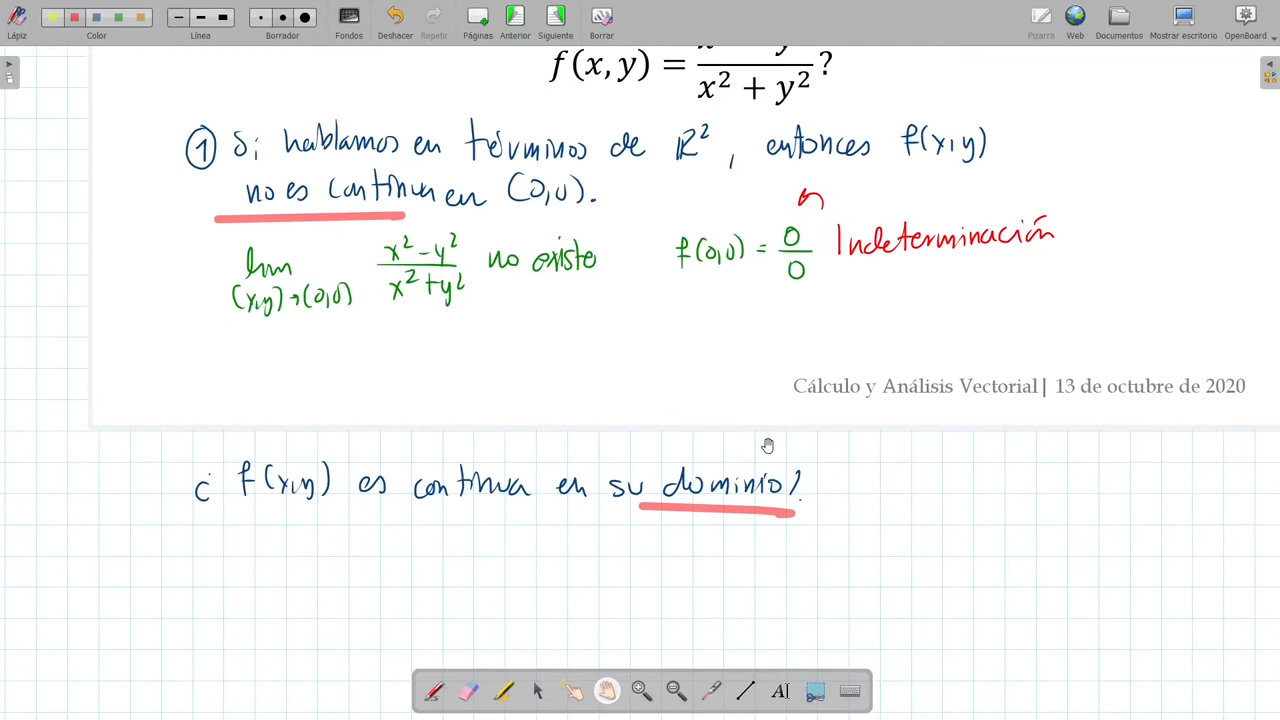 Lápiz Color Línea Borrador Fondos Deshacer Repetir Páginas Anterior Siguiente Borrar Pizarra Web Documentos Mostrar escritorio OpenBoard
f(x, y) = x² − y² / x² + y² ?
① Si hablamos en términos de R², entonces f(x,y)
no es continua en (0,0).
lim (x,y)→(0,0) x² − y² / x² + y² no existe
f(0,0) = 0/0 Indeterminación
Cálculo y Análisis Vectorial| 13 de octubre de 2020
¿ f(x,y) es continua en su dominio?